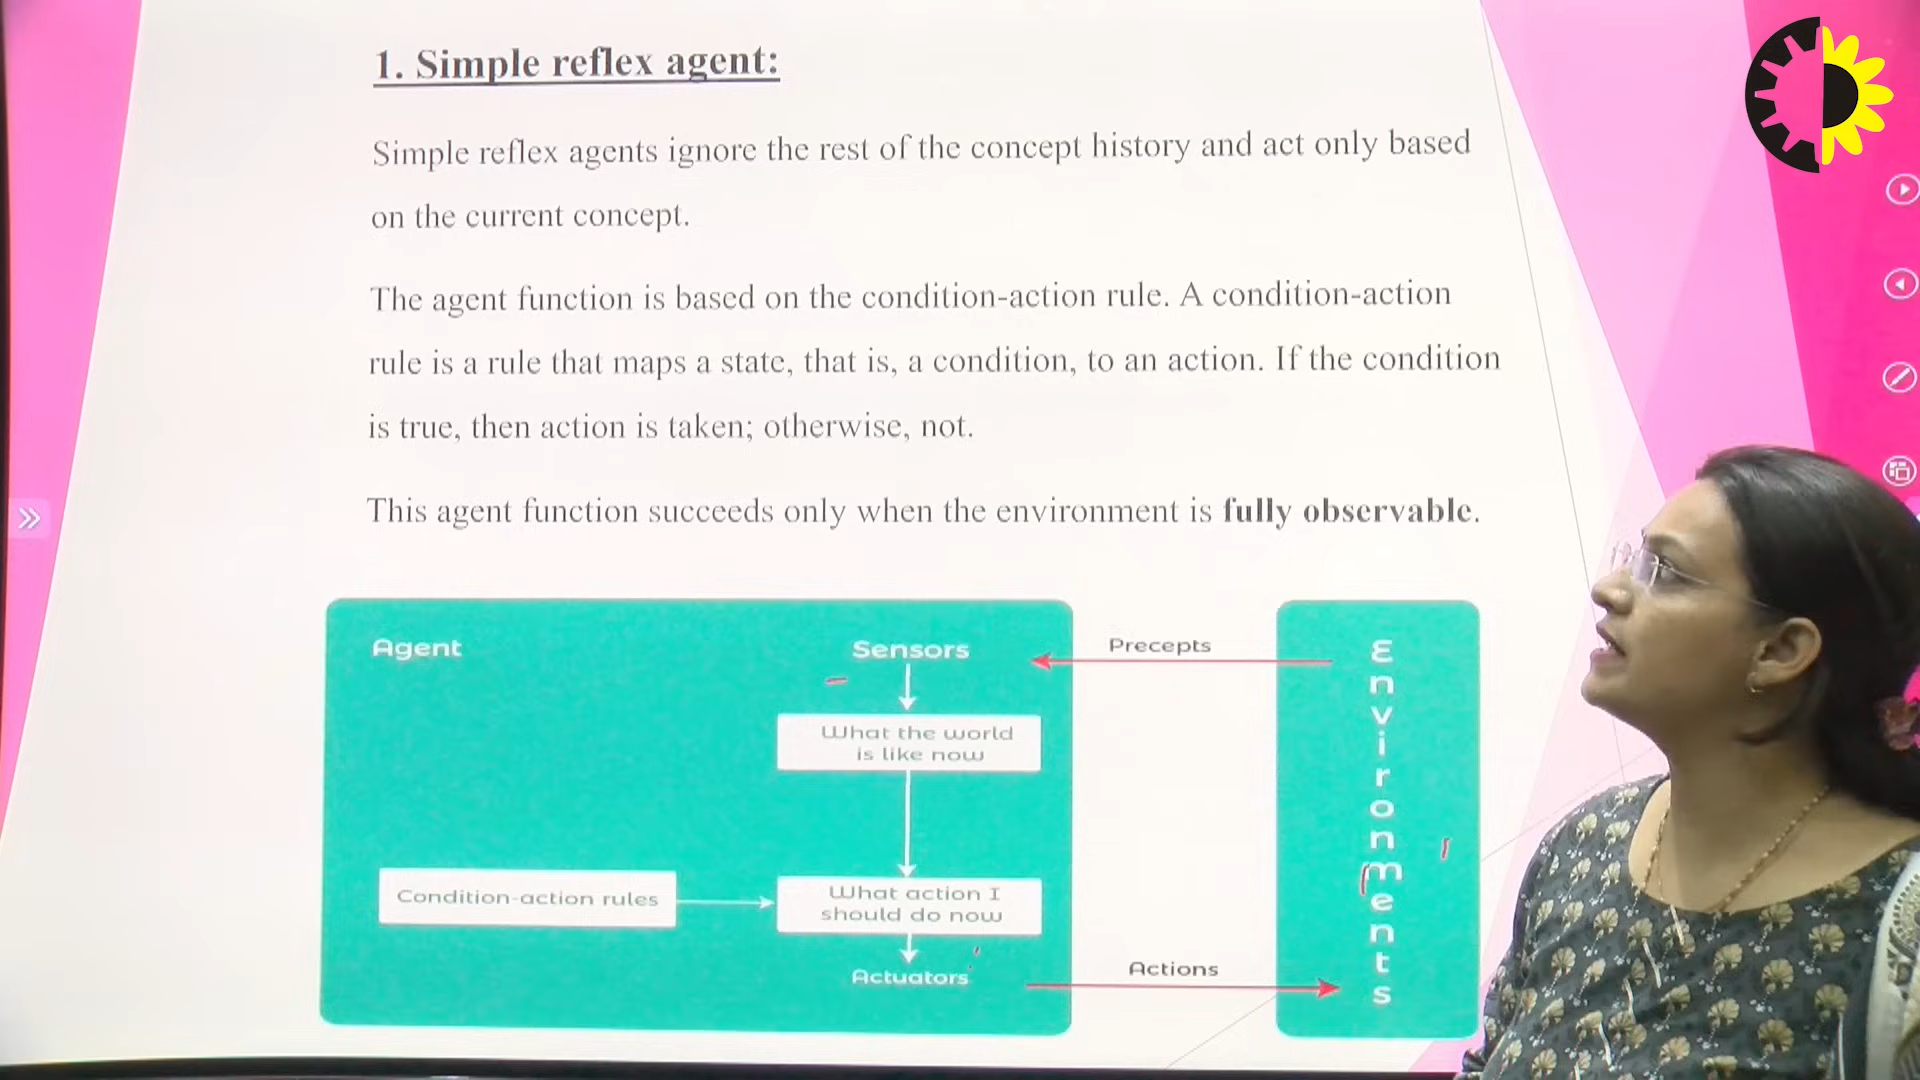 1. Simple reflex agent:
Simple reflex agents ignore the rest of the concept history and act only based
on the current concept.
The agent function is based on the condition-action rule. A condition-action
rule is a rule that maps a state, that is, a condition, to an action. If the condition
is true, then action is taken; otherwise, not.
This agent function succeeds only when the environment is fully observable.
Agent
Sensors
Precepts
What the world
is like now
Condition-action rules
What action I
should do now
Actuators
Actions
Environments